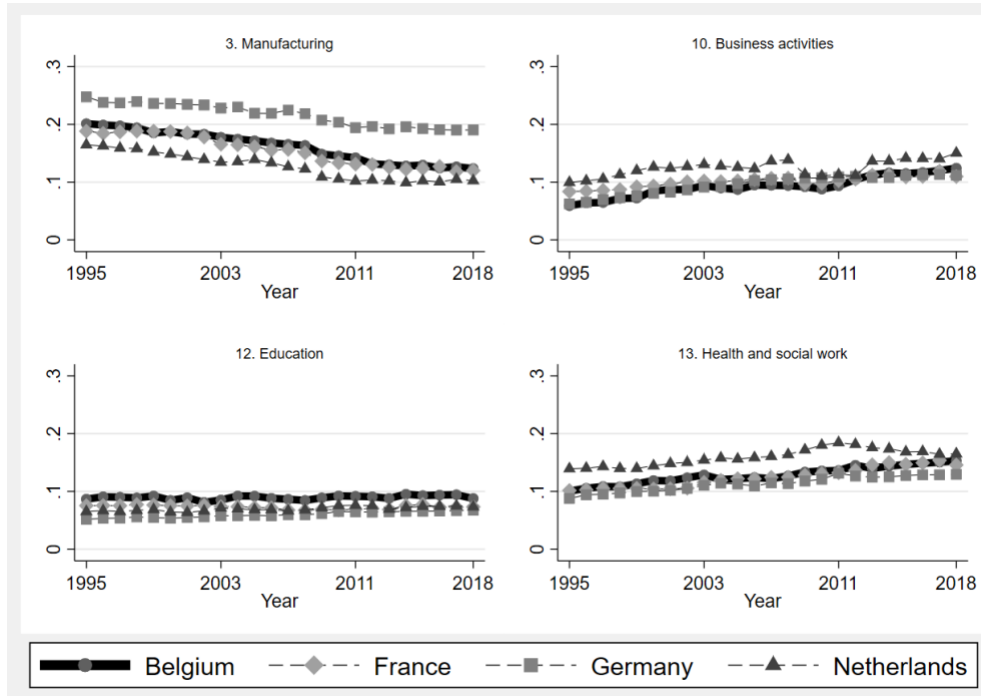 3. Manufacturing
.3
.2
.1
0
1995 2003 2011 2018
Year
10. Business activities
.3
.2
.1
0
1995 2003 2011 2018
Year
12. Education
.3
.2
.1
0
1995 2003 2011 2018
Year
13. Health and social work
.3
.2
.1
0
1995 2003 2011 2018
Year
Belgium France Germany Netherlands